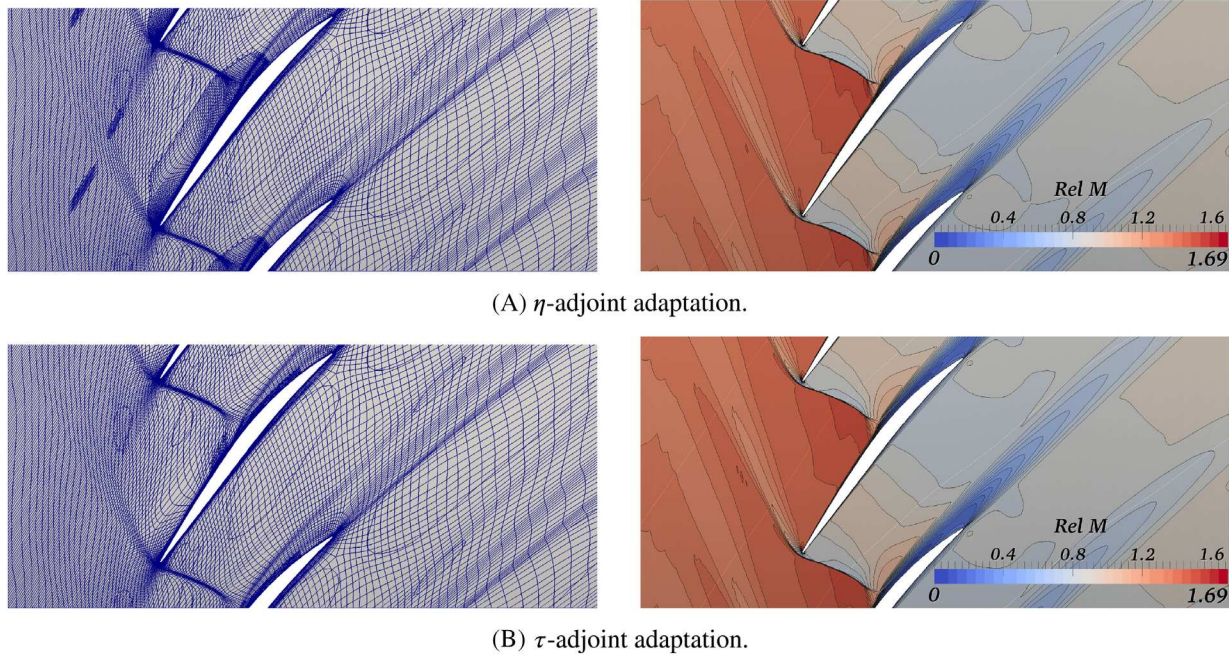 Rel M
0.4 0.8 1.2 1.6
0 1.69
(A) η-adjoint adaptation.
Rel M
0.4 0.8 1.2 1.6
0 1.69
(B) τ-adjoint adaptation.